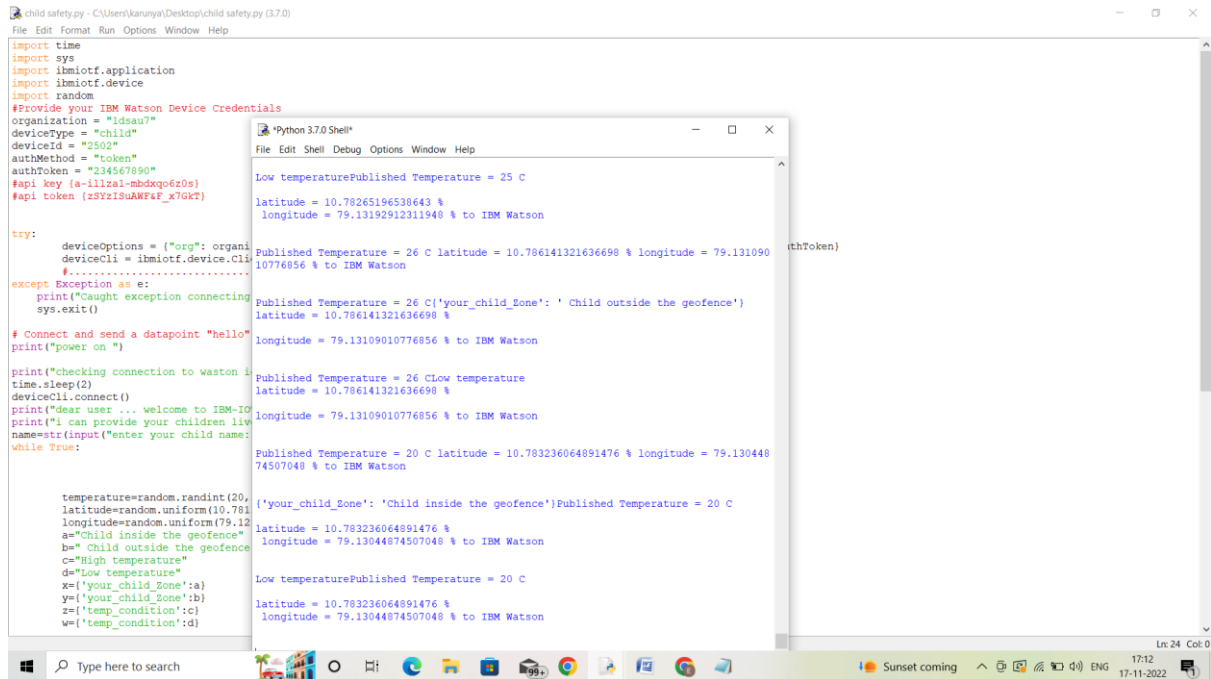 child safety.py - C:\Users\karunya\Desktop\child safety.py (3.7.0)
File Edit Format Run Options Window Help
import time
import sys
import ibmiotf.application
import ibmiotf.device
import random
#Provide your IBM Watson Device Credentials
organization = "1dsau7"
deviceType = "child"
deviceId = "2502"
authMethod = "token"
authToken = "234567890"
#api key {a-illzal-mbdxqo6z0s}
#api token {zSYzISuAWF&F_x7GkT}
try:
deviceOptions = {"org": organi
thToken}
deviceCli = ibmiotf.device.Cli
#..............................
except Exception as e:
print("Caught exception connecting
sys.exit()
# Connect and send a datapoint "hello"
print("power on ")
print("checking connection to waston i
time.sleep(2)
deviceCli.connect()
print("dear user ... welcome to IBM-IO
print("i can provide your children liv
name=str(input("enter your child name:
while True:
temperature=random.randint(20,
latitude=random.uniform(10.781
longitude=random.uniform(79.12
a="Child inside the geofence"
b=" Child outside the geofence
c="High temperature"
d="Low temperature"
x={'your_child_Zone':a}
y={'your_child_Zone':b}
z={'temp_condition':c}
w={'temp_condition':d}
*Python 3.7.0 Shell*
File Edit Shell Debug Options Window Help
Low temperaturePublished Temperature = 25 C
latitude = 10.78265196538643 %
longitude = 79.13192912311948 % to IBM Watson
Published Temperature = 26 C latitude = 10.786141321636698 % longitude = 79.131090
10776856 % to IBM Watson
Published Temperature = 26 C{'your_child_Zone': ' Child outside the geofence'}
latitude = 10.786141321636698 %
longitude = 79.13109010776856 % to IBM Watson
Published Temperature = 26 CLow temperature
latitude = 10.786141321636698 %
longitude = 79.13109010776856 % to IBM Watson
Published Temperature = 20 C latitude = 10.783236064891476 % longitude = 79.130448
74507048 % to IBM Watson
{'your_child_Zone': 'Child inside the geofence'}Published Temperature = 20 C
latitude = 10.783236064891476 %
longitude = 79.13044874507048 % to IBM Watson
Low temperaturePublished Temperature = 20 C
latitude = 10.783236064891476 %
longitude = 79.13044874507048 % to IBM Watson
Ln: 24 Col: 0
Type here to search
99+
Sunset coming
ENG
17:12
17-11-2022
1